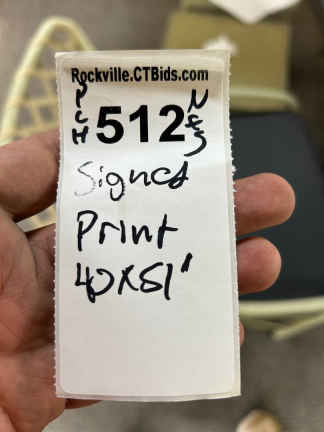 Rockville.CTBids.com
512
Signed
Print
40x51"